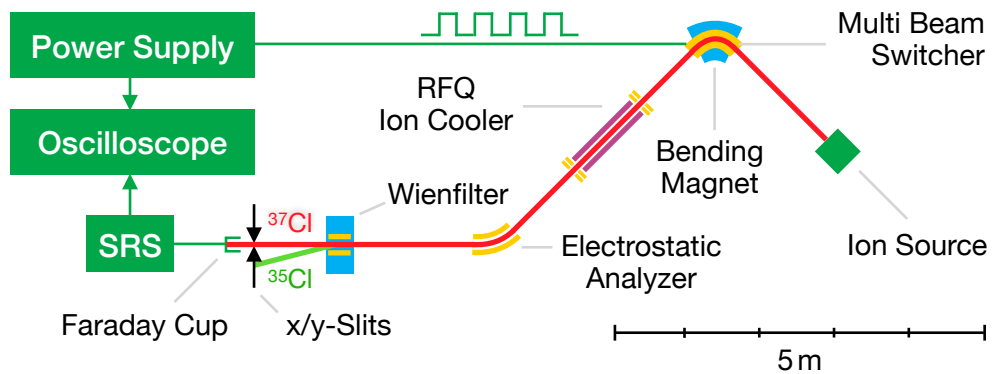 Power Supply
Multi Beam
Switcher
RFQ
Ion Cooler
Oscilloscope
Bending
Magnet
Wienfilter
³⁷Cl
SRS
Electrostatic
Analyzer
Ion Source
³⁵Cl
Faraday Cup
x/y-Slits
5 m